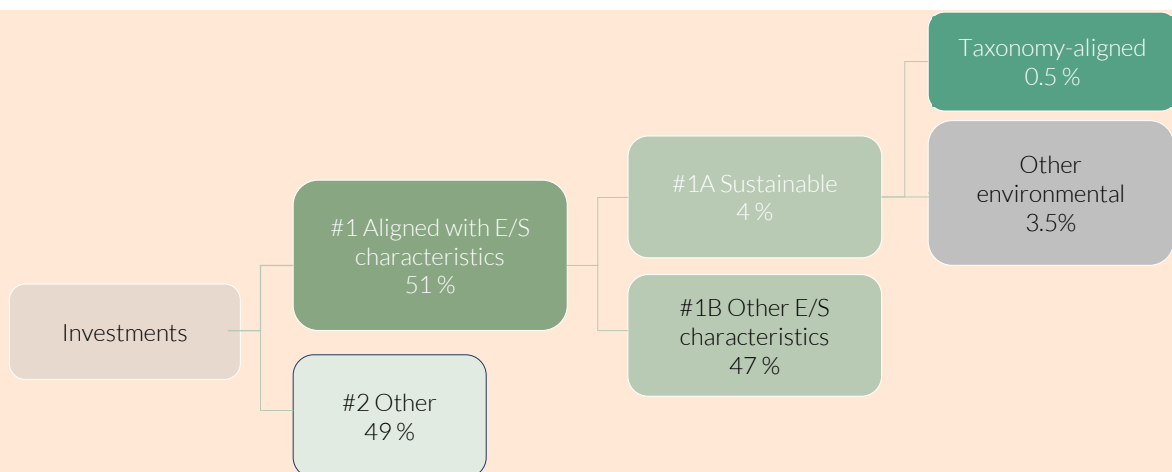 Taxonomy-aligned
0.5 %
Other
environmental
3.5%
#1A Sustainable
4 %
#1 Aligned with E/S
characteristics
51 %
#1B Other E/S
characteristics
47 %
Investments
#2 Other
49 %